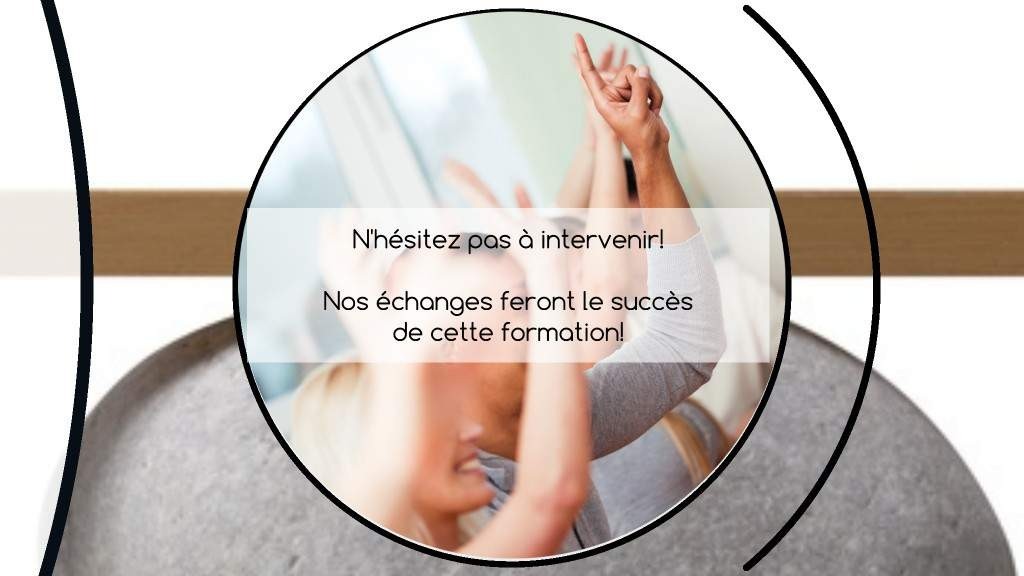 N'hésitez pas à intervenir!
Nos échanges feront le succès
de cette formation!